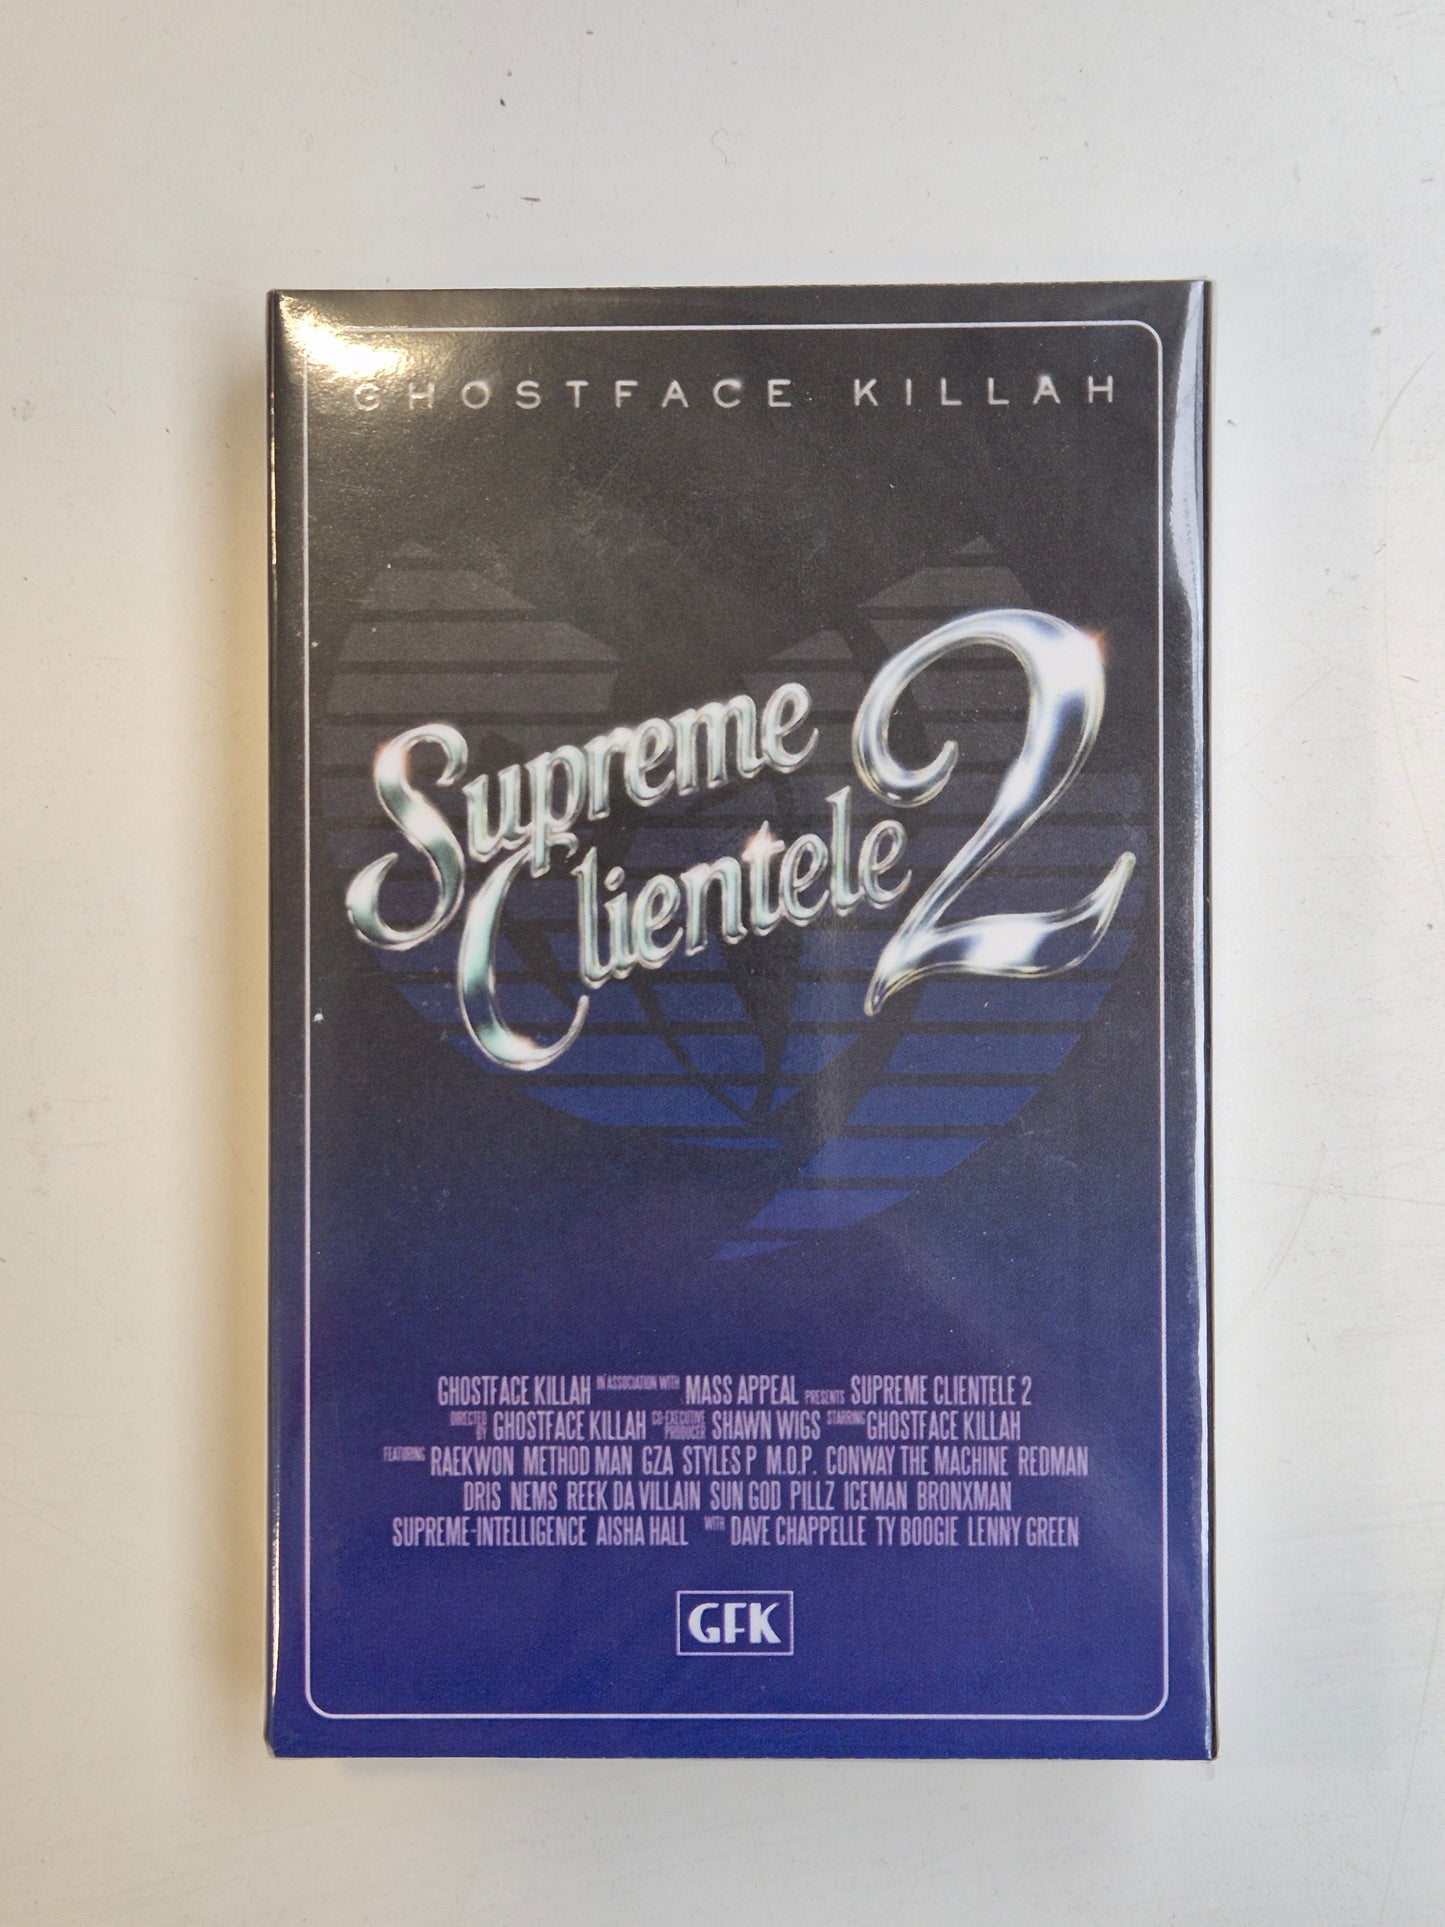 GHOSTFACE KILLAH
Supreme
Clientele 2
GHOSTFACE KILLAH IN ASSOCIATION WITH MASS APPEAL PRESENTS SUPREME CLIENTELE 2
DIRECTED BY GHOSTFACE KILLAH CO-EXECUTIVE PRODUCER SHAWN WIGS STARRING GHOSTFACE KILLAH
FEATURING RAEKWON METHOD MAN GZA STYLES P M.O.P. CONWAY THE MACHINE REDMAN
DRIS NEMS REEK DA VILLAIN SUN GOD PILLZ ICEMAN BRONXMAN
SUPREME-INTELLIGENCE AISHA HALL WITH DAVE CHAPPELLE TY BOOGIE LENNY GREEN
GFK